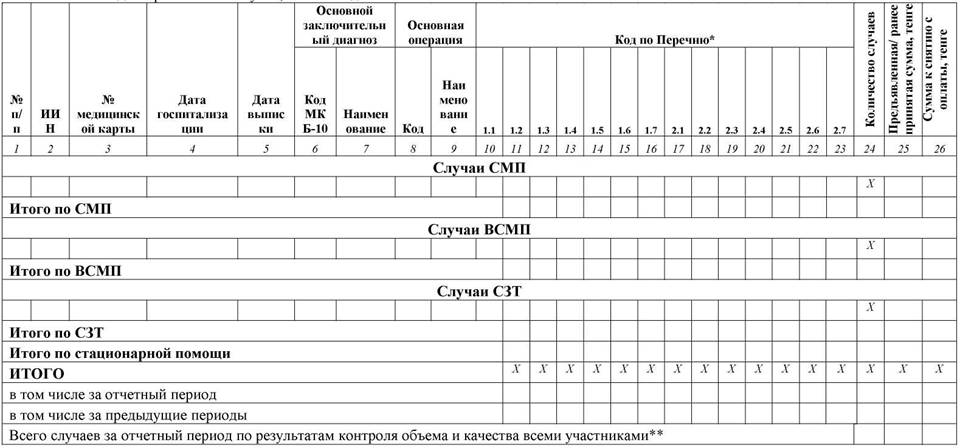 Основной заключительный диагноз
Основная операция
Код по Перечню*
Количество случаев
Предъявленная/ ранее принятая сумма, тенге
Сумма к снятию с оплаты, тенге
№ п/п
ИИН
№ медицинской карты
Дата госпитализации
Дата выписки
Код МКБ-10
Наименование
Код
Наименование
1.1 1.2 1.3 1.4 1.5 1.6 1.7 2.1 2.2 2.3 2.4 2.5 2.6 2.7
1 2 3 4 5 6 7 8 9 10 11 12 13 14 15 16 17 18 19 20 21 22 23 24 25 26
Случаи СМП
X
Итого по СМП
Случаи ВСМП
X
Итого по ВСМП
Случаи СЗТ
X
Итого по СЗТ
Итого по стационарной помощи
ИТОГО X X X X X X X X X X X X X X X X
в том числе за отчетный период
в том числе за предыдущие периоды
Всего случаев за отчетный период по результатам контроля объема и качества всеми участниками**